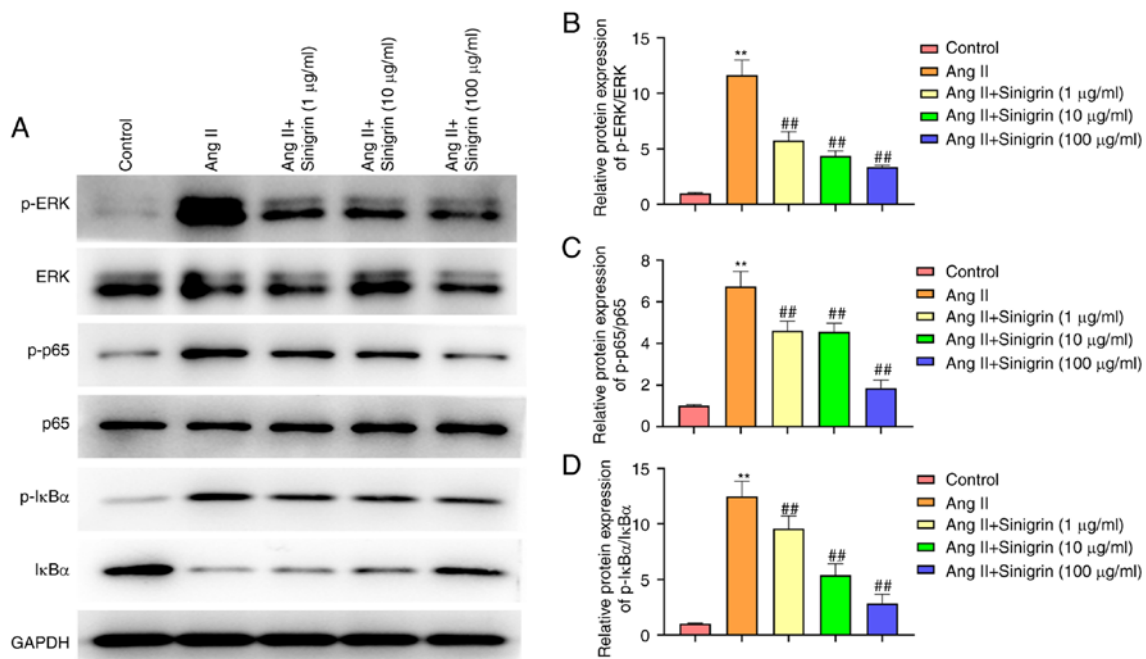 A
Control
Ang II
Ang II+
Sinigrin (1 μg/ml)
Ang II+
Sinigrin (10 μg/ml)
Ang II+
Sinigrin (100 μg/ml)
p-ERK
ERK
p-p65
p65
p-IκBα
IκBα
GAPDH
B
Relative protein expression
of p-ERK/ERK
15
10
5
0
**
##
##
##
Control
Ang II
Ang II+Sinigrin (1 μg/ml)
Ang II+Sinigrin (10 μg/ml)
Ang II+Sinigrin (100 μg/ml)
C
Relative protein expression
of p-p65/p65
8
6
4
2
0
**
##
##
##
Control
Ang II
Ang II+Sinigrin (1 μg/ml)
Ang II+Sinigrin (10 μg/ml)
Ang II+Sinigrin (100 μg/ml)
D
Relative protein expression
of p-IκBα/IκBα
15
10
5
0
**
##
##
##
Control
Ang II
Ang II+Sinigrin (1 μg/ml)
Ang II+Sinigrin (10 μg/ml)
Ang II+Sinigrin (100 μg/ml)